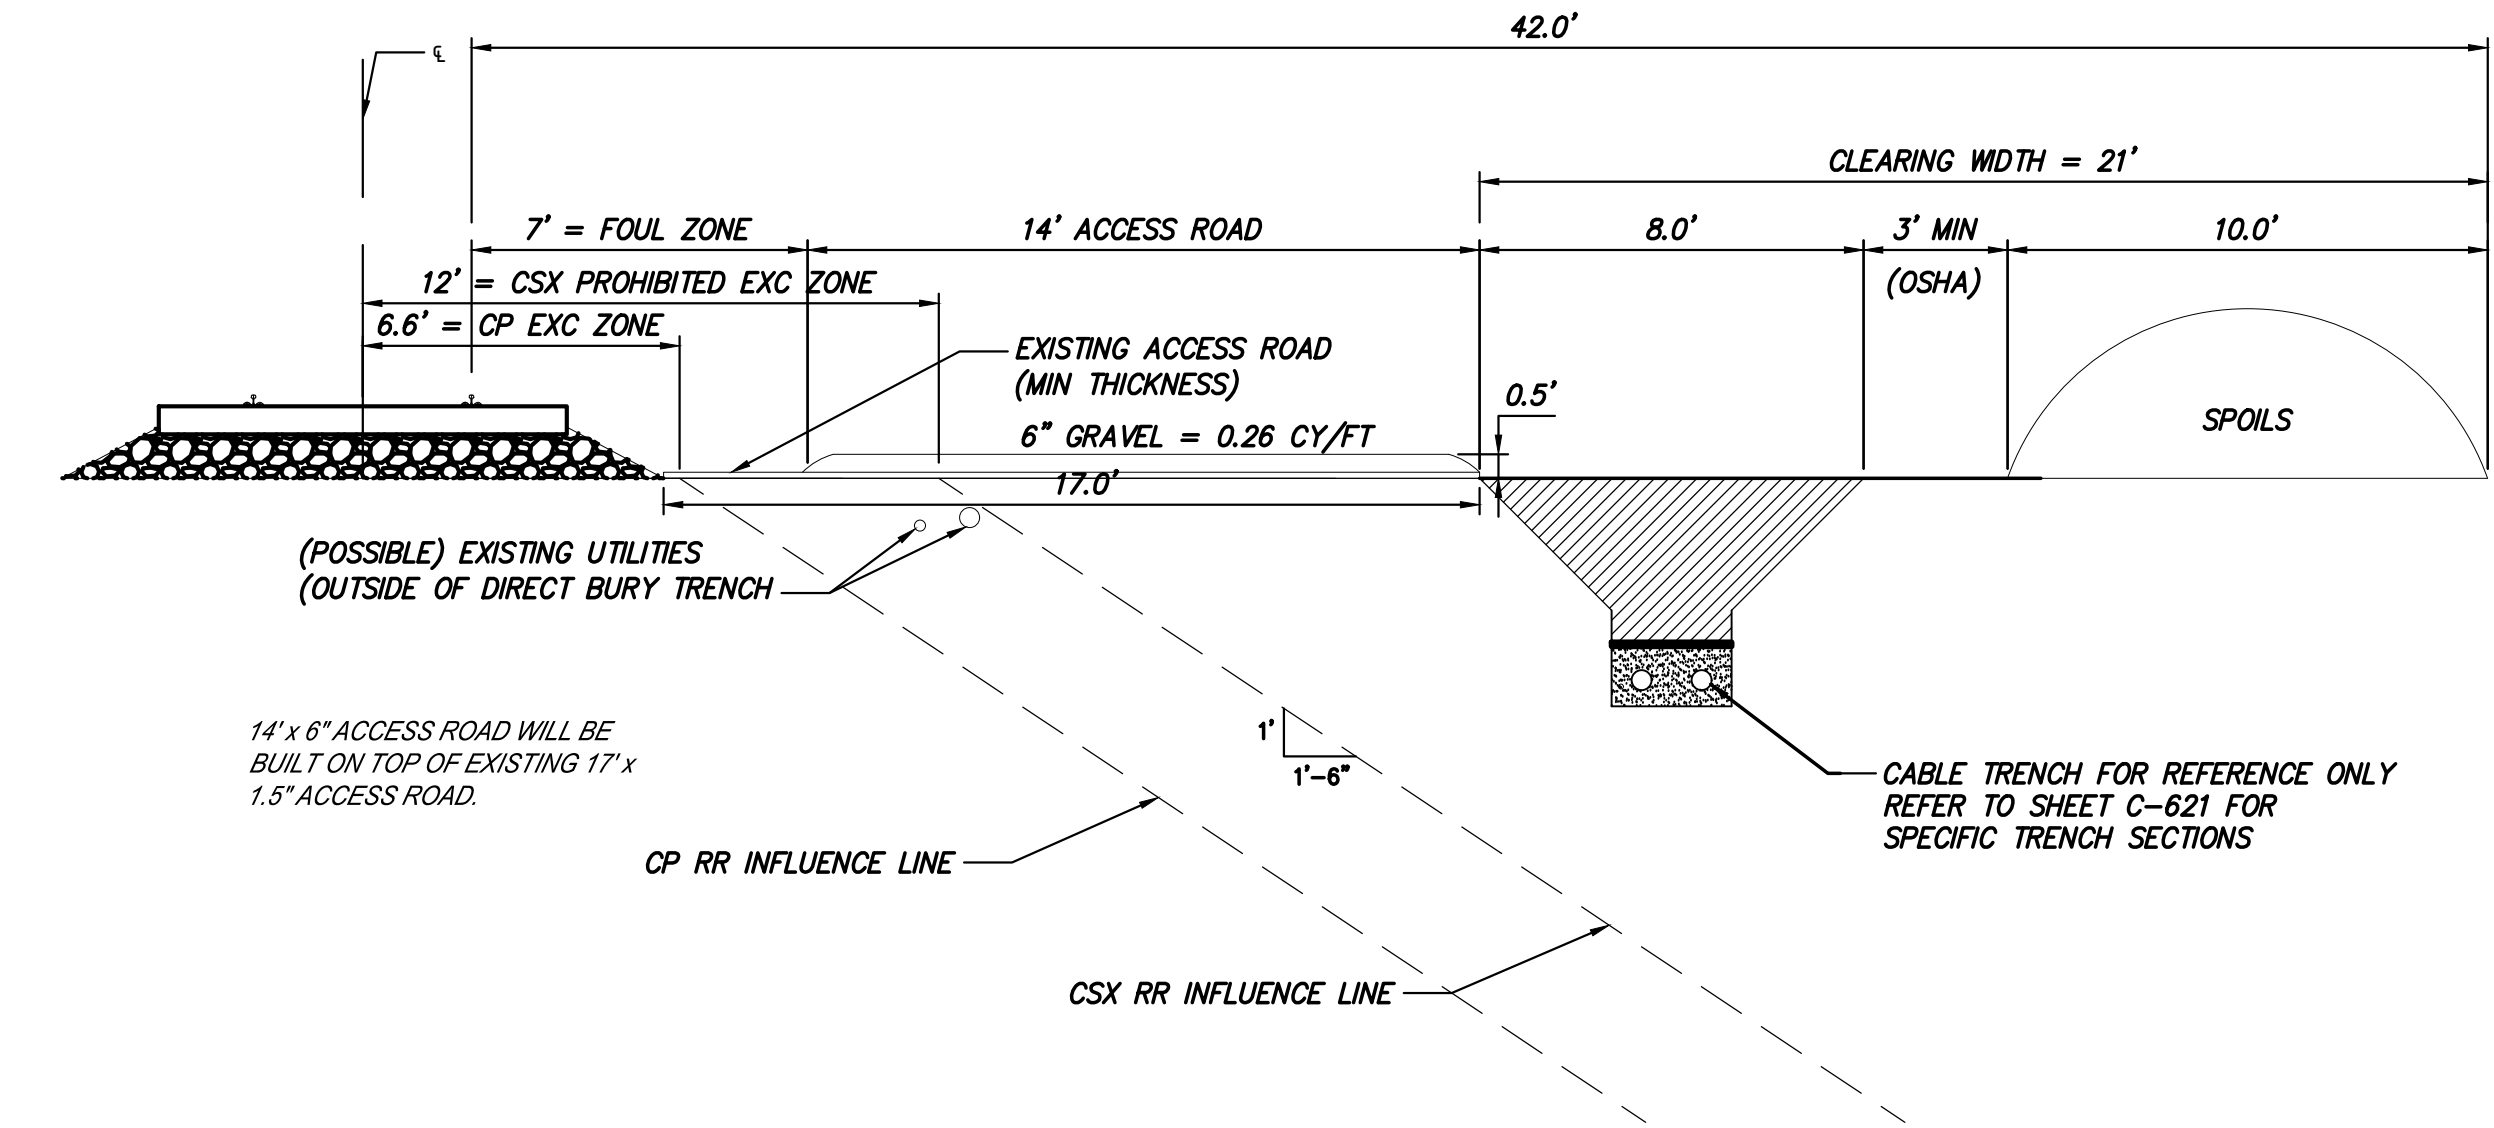 42.0'
℄
CLEARING WIDTH = 21'
7' = FOUL ZONE
14' ACCESS ROAD
8.0'
3' MIN
(OSHA)
10.0'
12' = CSX PROHIBITED EXC ZONE
6.6' = CP EXC ZONE
EXISTING ACCESS ROAD
(MIN THICKNESS)
0.5'
6" GRAVEL = 0.26 CY/FT
SPOILS
17.0'
(POSSIBLE) EXISTING UTILITIES
(OUTSIDE OF DIRECT BURY TRENCH
14' x 6" ACCESS ROAD WILL BE
BUILT ON TOP OF EXISTING 17' x
1.5" ACCESS ROAD.
1'
1'-6"
CABLE TRENCH FOR REFERENCE ONLY
REFER TO SHEET C-621 FOR
SPECIFIC TRENCH SECTIONS
CP RR INFLUENCE LINE
CSX RR INFLUENCE LINE